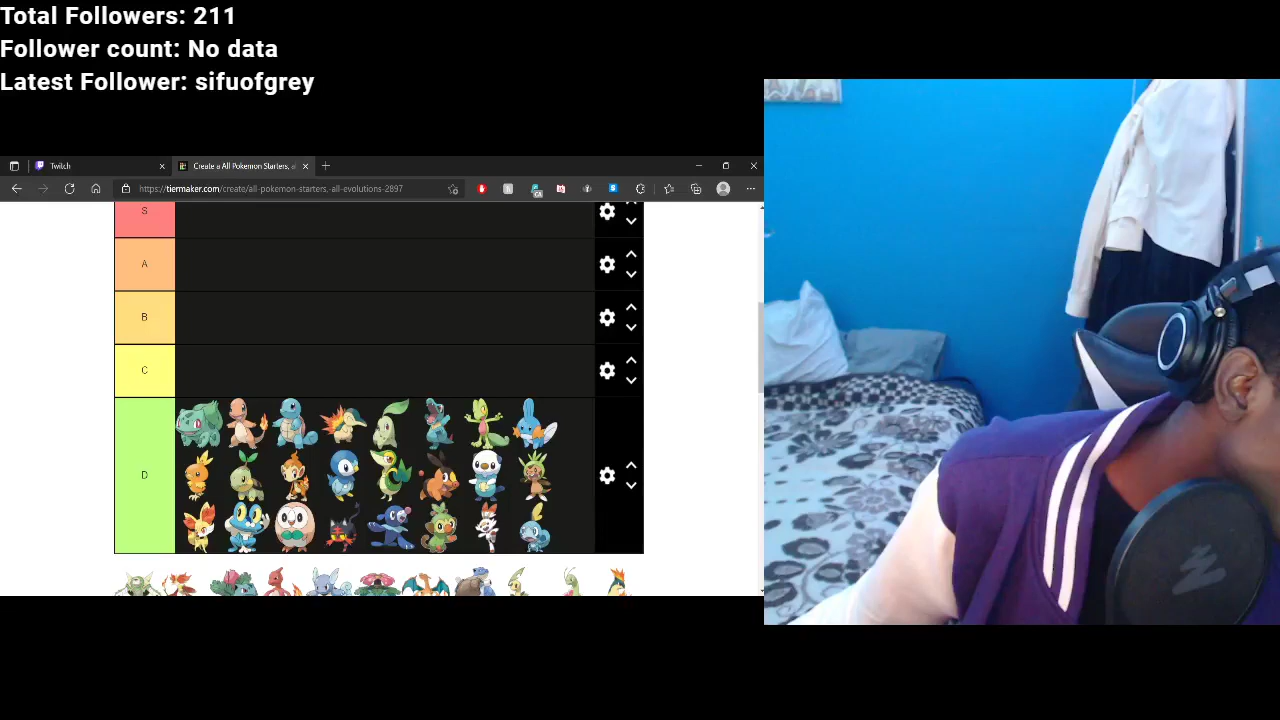 Total Followers: 211
Follower count: No data
Latest Follower: sifuofgrey
Twitch
Create a All Pokemon Starters, al
https://tiermaker.com/create/all-pokemon-starters,-all-evolutions-2897
S
A
B
C
D